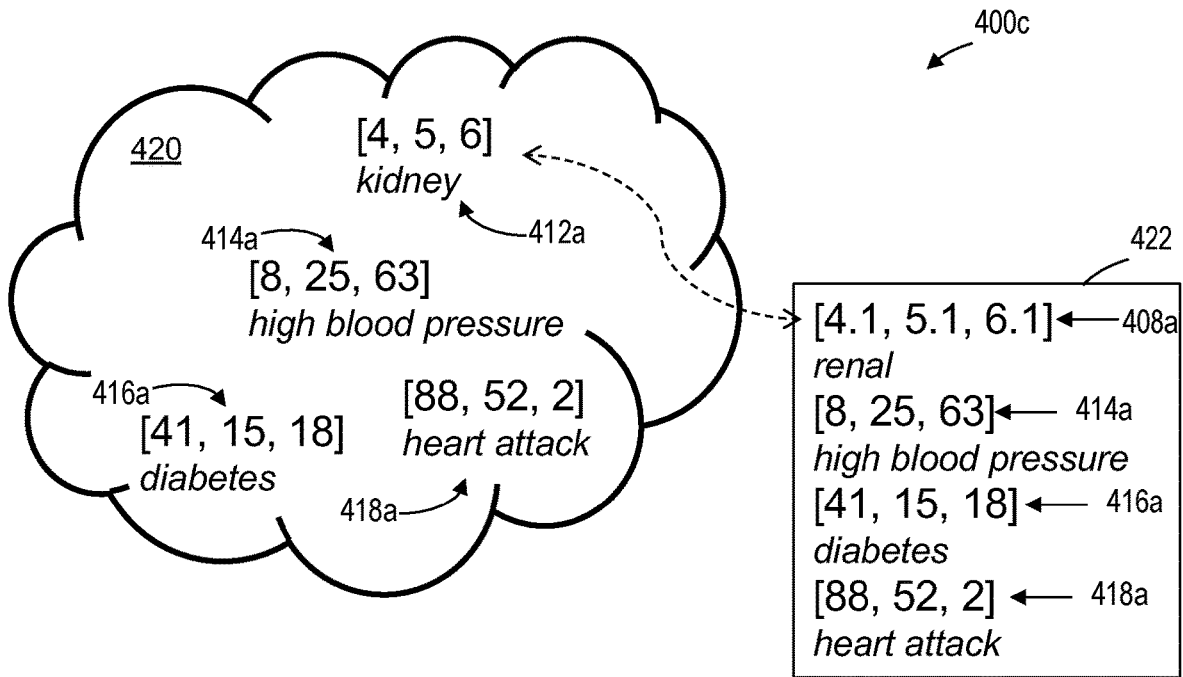 400c
420
[4, 5, 6]
kidney
412a
414a
[8, 25, 63]
high blood pressure
416a
[41, 15, 18]
diabetes
[88, 52, 2]
heart attack
418a
422
[4.1, 5.1, 6.1] 408a
renal
[8, 25, 63] 414a
high blood pressure
[41, 15, 18] 416a
diabetes
[88, 52, 2] 418a
heart attack